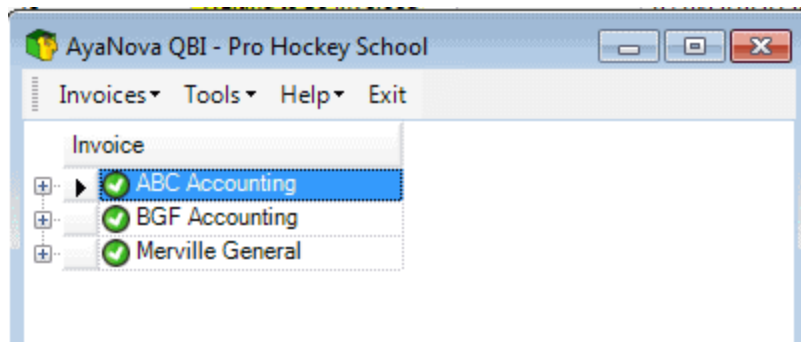 AyaNova QBI - Pro Hockey School
Invoices Tools Help Exit
Invoice
ABC Accounting
BGF Accounting
Merville General